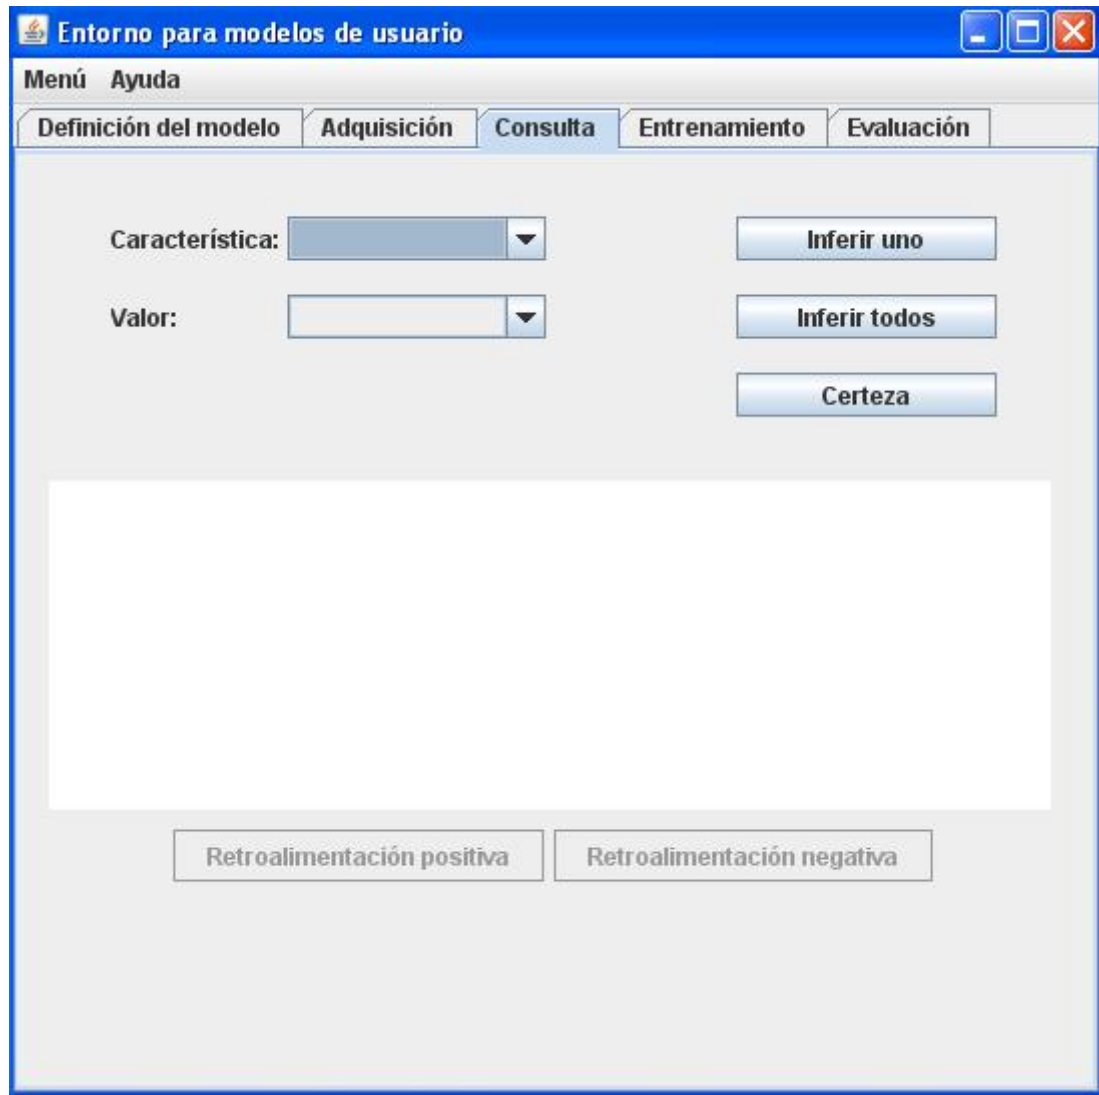 Entorno para modelos de usuario
Menú Ayuda
Definición del modelo Adquisición Consulta Entrenamiento Evaluación
Característica: Inferir uno
Valor: Inferir todos
Certeza
Retroalimentación positiva Retroalimentación negativa